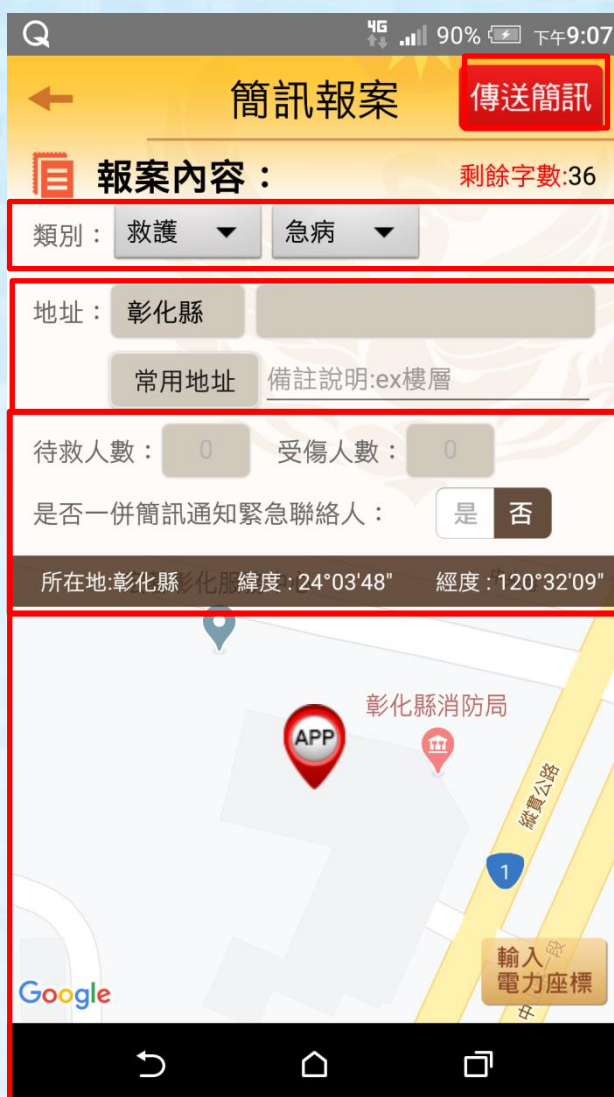 4G 90% 下午9:07
簡訊報案 傳送簡訊
報案內容： 剩餘字數:36
類別： 救護 急病
地址： 彰化縣
常用地址 備註說明:ex樓層
待救人數： 0 受傷人數： 0
是否一併簡訊通知緊急聯絡人： 是 否
所在地:彰化縣 緯度:24°03'48" 經度:120°32'09"
彰化縣消防局
APP
縱貫公路
1
輸入
電力座標
Google
中